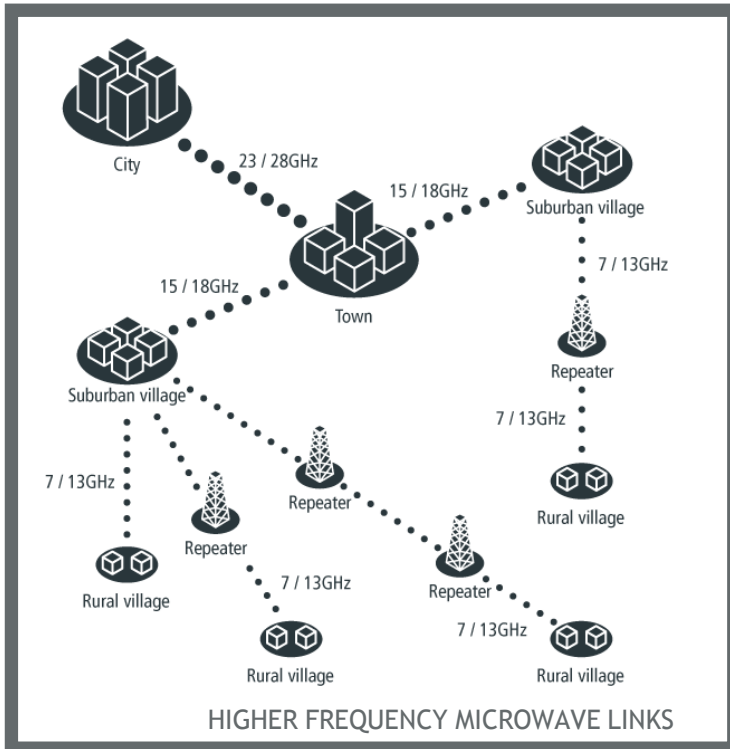 City
23 / 28GHz
15 / 18GHz
Suburban village
7 / 13GHz
15 / 18GHz
Town
Repeater
Suburban village
7 / 13GHz
7 / 13GHz
Repeater
Rural village
Repeater
7 / 13GHz
Repeater
Rural village
7 / 13GHz
Rural village
Rural village
HIGHER FREQUENCY MICROWAVE LINKS